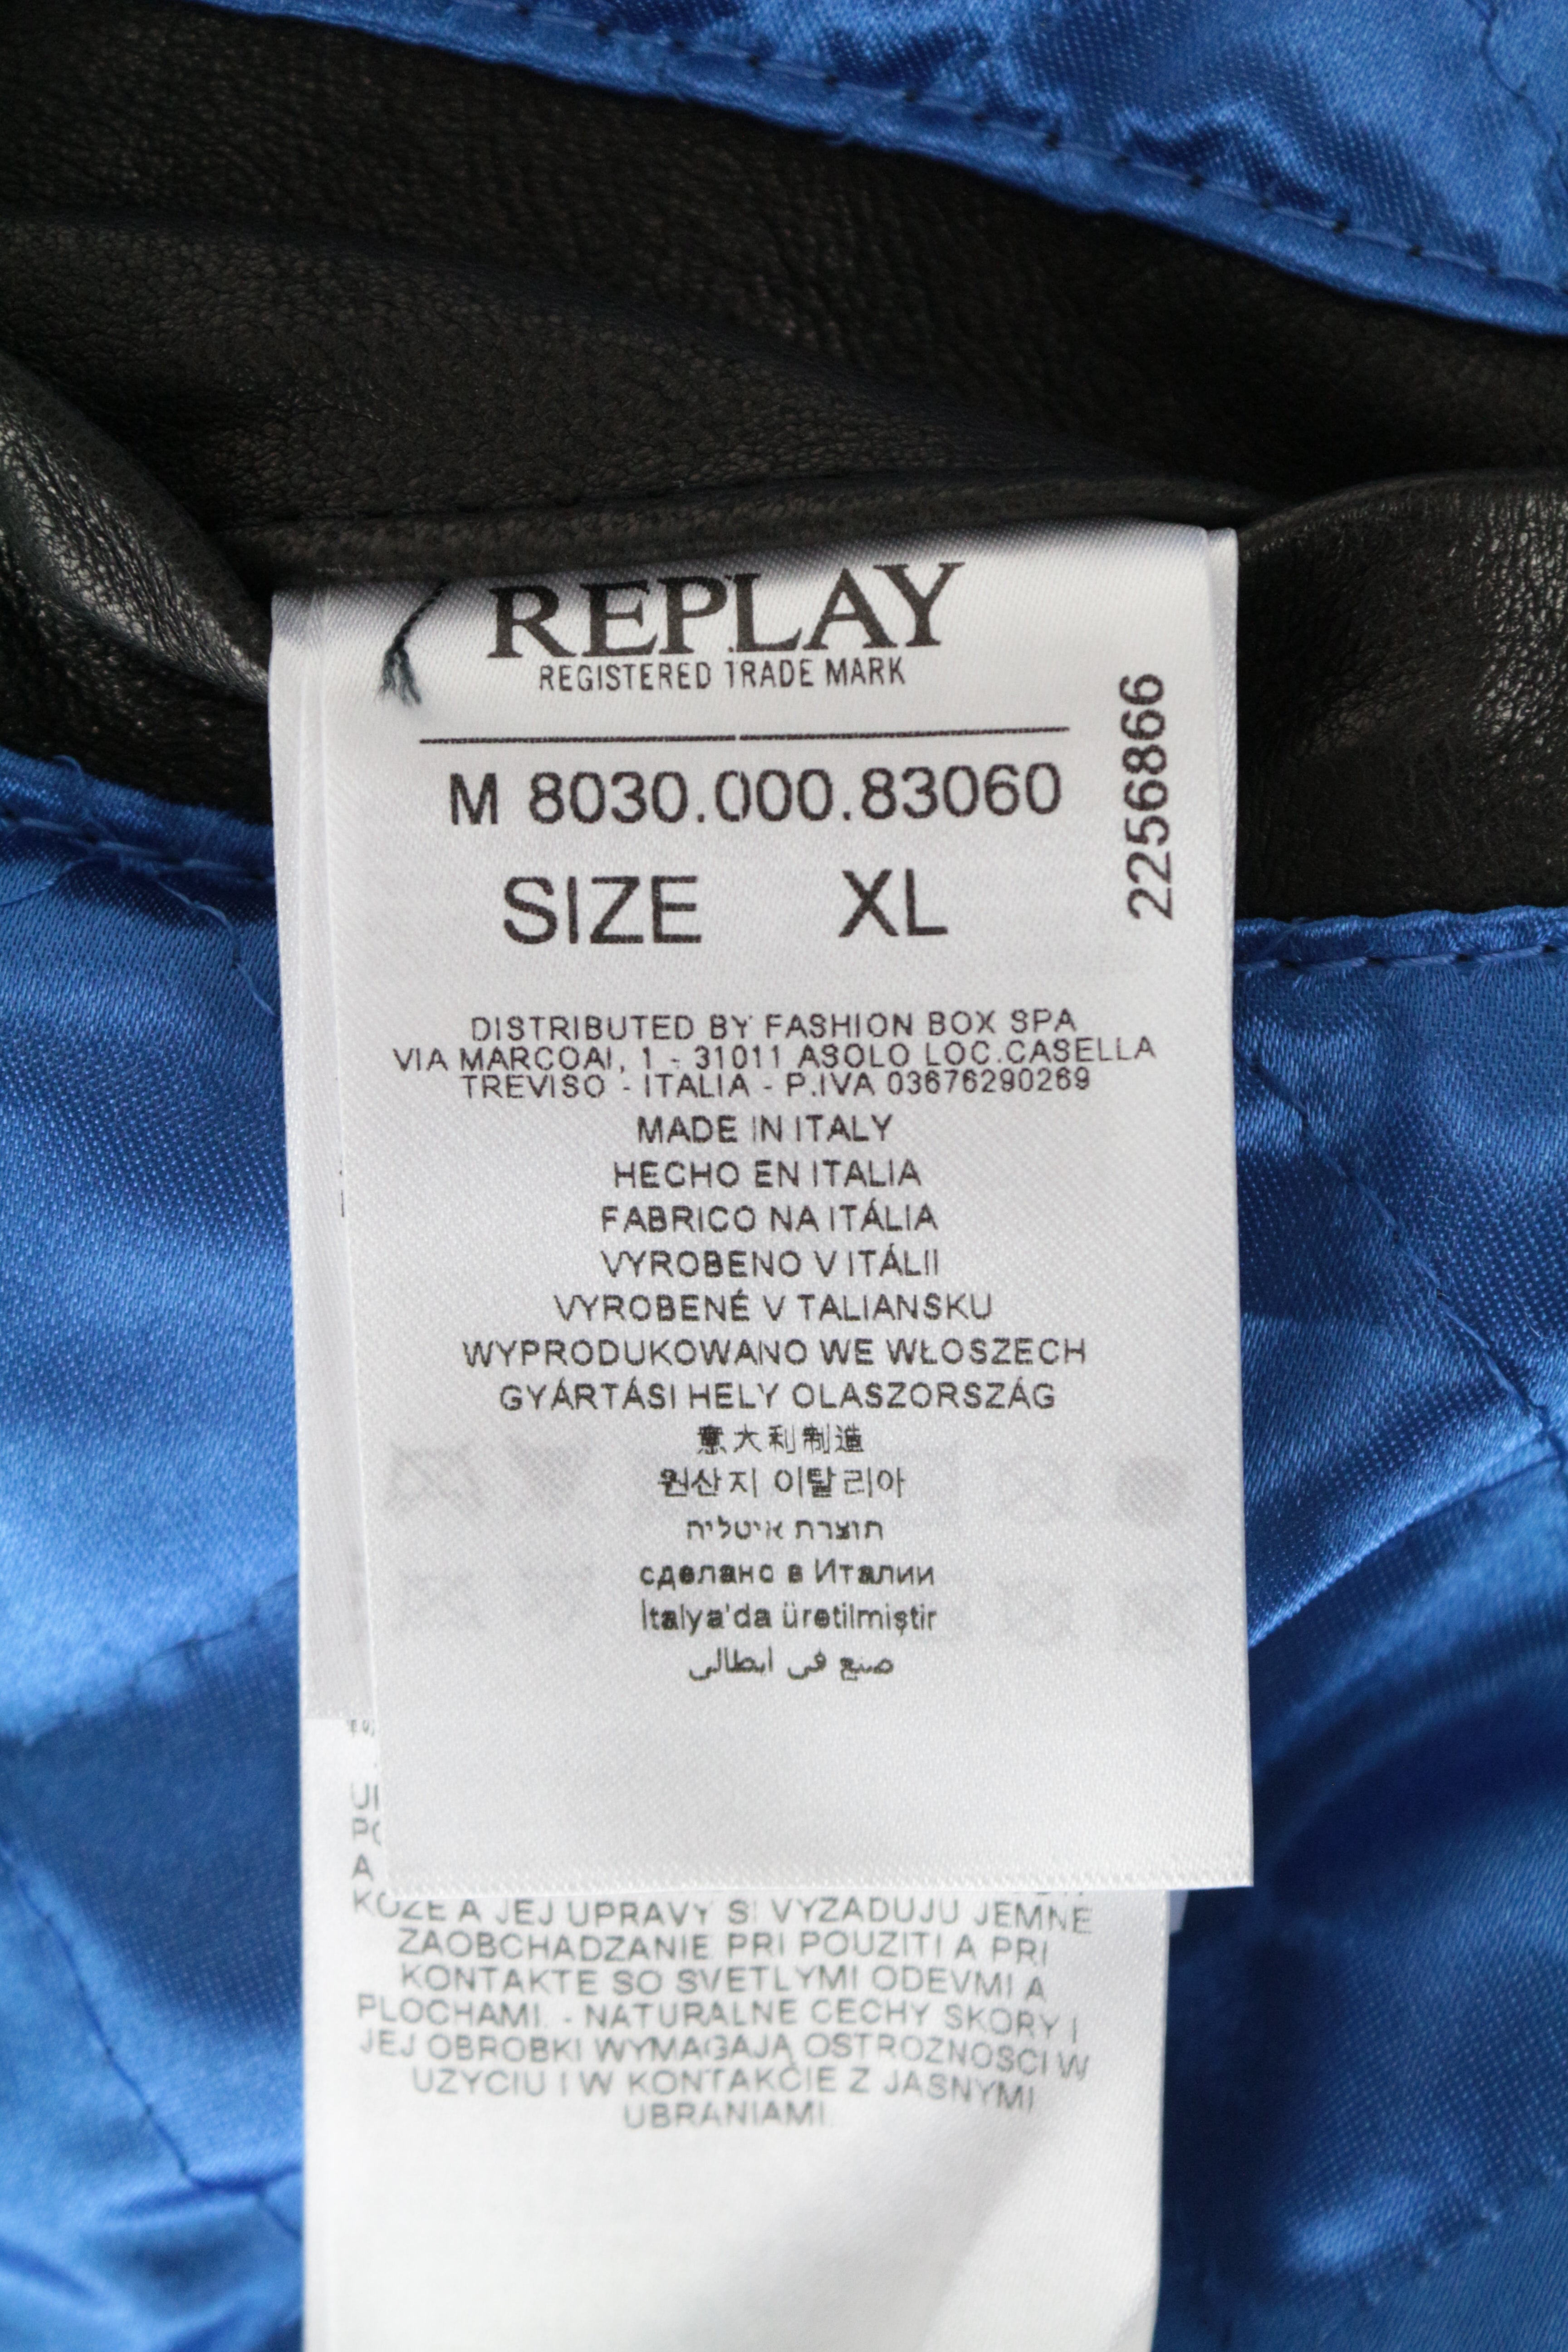 REPLAY
REGISTERED TRADE MARK
M 8030.000.83060
SIZE XL
2256866
DISTRIBUTED BY FASHION BOX SPA
VIA MARCOAI, 1 - 31011 ASOLO LOC.CASELLA
TREVISO - ITALIA - P.IVA 03676290269
MADE IN ITALY
HECHO EN ITALIA
FABRICO NA ITÁLIA
VYROBENO V ITÁLII
VYROBENÉ V TALIANSKU
WYPRODUKOWANO WE WŁOSZECH
GYÁRTÁSI HELY OLASZORSZÁG
意大利制造
원산지 이탈리아
תוצרת איטליה
сделано в Италии
İtalya'da üretilmiştir
صنع في ايطالي
A
KOZE A JEJ UPRAVY SI VYZADUJU JEMNE
ZAOBCHADZANIE PRI POUZITI A PRI
KONTAKTE SO SVETLYMI ODEVMI A
PLOCHAMI. - NATURALNE CECHY SKORY I
JEJ OBROBKI WYMAGAJĄ OSTROZNOSCI W
UZYCIU I W KONTAKCIE Z JASNYMI
UBRANIAMI.